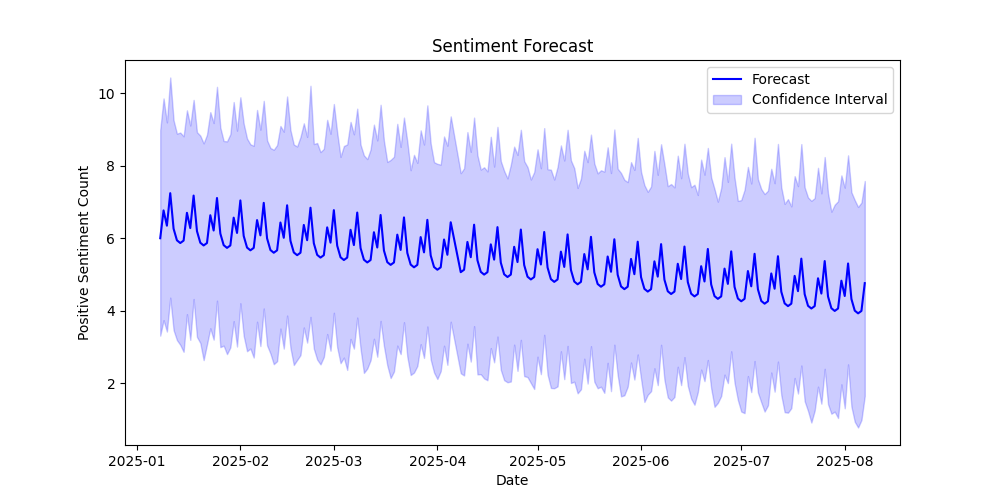 Sentiment Forecast
Forecast
Confidence Interval
Positive Sentiment Count
10
8
6
4
2
2025-01
2025-02
2025-03
2025-04
2025-05
2025-06
2025-07
2025-08
Date